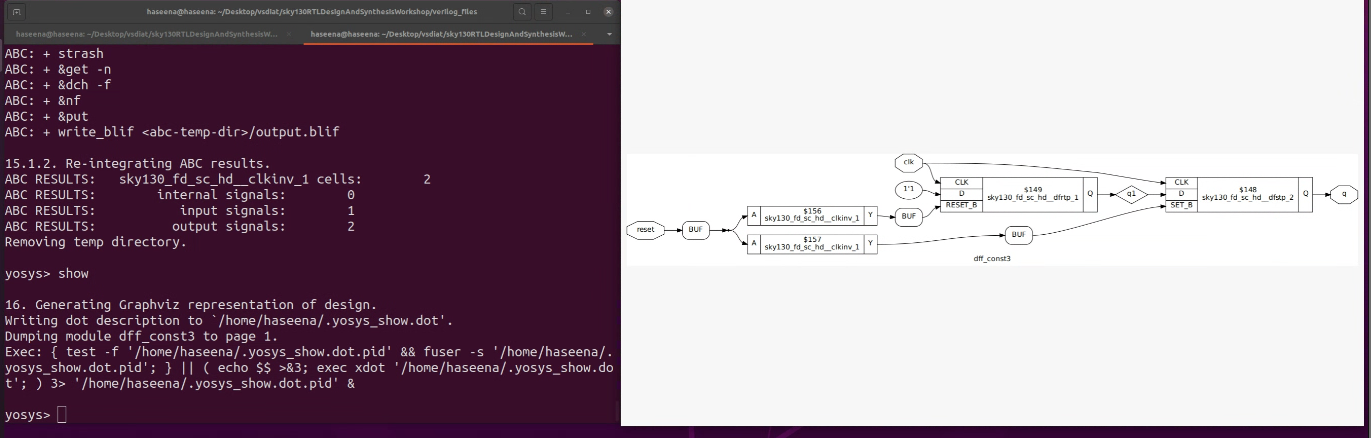 haseena@haseena: ~/Desktop/vsdiat/sky130RTLDesignAndSynthesisWorkshop/verilog_files
haseena@haseena: ~/Desktop/vsdiat/sky130RTLDesignAndSynthesisW...
haseena@haseena: ~/Desktop/vsdiat/sky130RTLDesignAndSynthesisW...
ABC: + strash
ABC: + &get -n
ABC: + &dch -f
ABC: + &nf
ABC: + &put
ABC: + write_blif <abc-temp-dir>/output.blif
15.1.2. Re-integrating ABC results.
ABC RESULTS:   sky130_fd_sc_hd__clkinv_1 cells:        2
ABC RESULTS:        internal signals:        0
ABC RESULTS:           input signals:        1
ABC RESULTS:          output signals:        2
Removing temp directory.
yosys> show
16. Generating Graphviz representation of design.
Writing dot description to `/home/haseena/.yosys_show.dot'.
Dumping module dff_const3 to page 1.
Exec: { test -f '/home/haseena/.yosys_show.dot.pid' && fuser -s '/home/haseena/.
yosys_show.dot.pid'; } || ( echo $$ >&3; exec xdot '/home/haseena/.yosys_show.do
t'; ) 3> '/home/haseena/.yosys_show.dot.pid' &
yosys>
clk
1'1
reset
BUF
A
$156
sky130_fd_sc_hd__clkinv_1
Y
A
$157
sky130_fd_sc_hd__clkinv_1
Y
BUF
BUF
CLK
D
RESET_B
$149
sky130_fd_sc_hd__dfrtp_1
Q
q1
CLK
D
SET_B
$148
sky130_fd_sc_hd__dfstp_2
Q
q
dff_const3